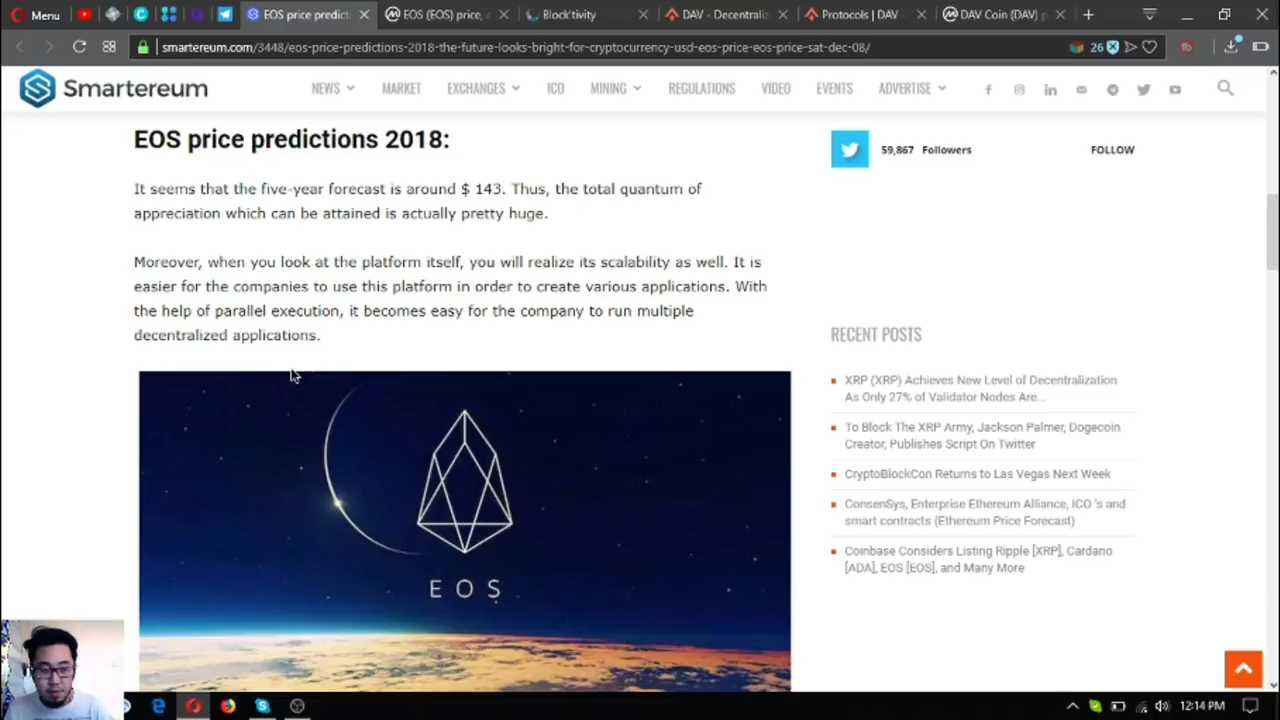 Menu
EOS price predict
EOS (EOS) price, c
Block'tivity
DAV - Decentraliz
Protocols | DAV
DAV Coin (DAV) p
smartereum.com/3448/eos-price-predictions-2018-the-future-looks-bright-for-cryptocurrency-usd-eos-price-eos-price-sat-dec-08/
26
Smartereum
NEWS
MARKET
EXCHANGES
ICO
MINING
REGULATIONS
VIDEO
EVENTS
ADVERTISE
EOS price predictions 2018:
59,867 Followers
FOLLOW
It seems that the five-year forecast is around $ 143. Thus, the total quantum of
appreciation which can be attained is actually pretty huge.
Moreover, when you look at the platform itself, you will realize its scalability as well. It is
easier for the companies to use this platform in order to create various applications. With
the help of parallel execution, it becomes easy for the company to run multiple
decentralized applications.
EOS
RECENT POSTS
XRP (XRP) Achieves New Level of Decentralization
As Only 27% of Validator Nodes Are...
To Block The XRP Army, Jackson Palmer, Dogecoin
Creator, Publishes Script On Twitter
CryptoBlockCon Returns to Las Vegas Next Week
ConsenSys, Enterprise Ethereum Alliance, ICO 's and
smart contracts (Ethereum Price Forecast)
Coinbase Considers Listing Ripple [XRP], Cardano
[ADA], EOS [EOS], and Many More
12:14 PM